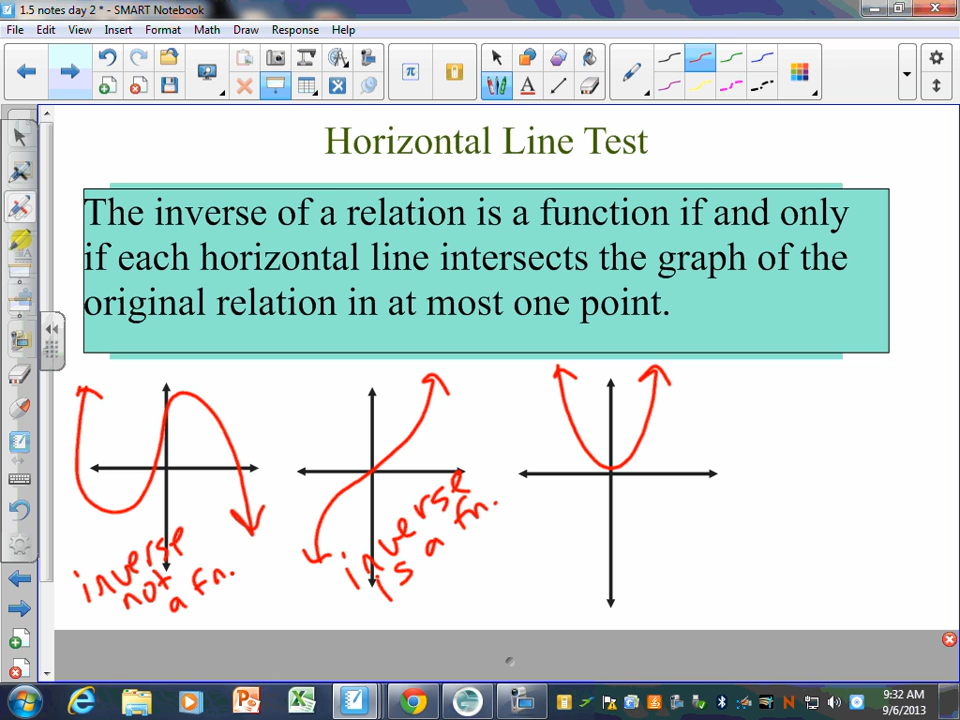 1.5 notes day 2 * - SMART Notebook
File Edit View Insert Format Math Draw Response Help
Horizontal Line Test
The inverse of a relation is a function if and only
if each horizontal line intersects the graph of the
original relation in at most one point.
inverse
not
a fn.
inverse
is a fn.
9:32 AM
9/6/2013